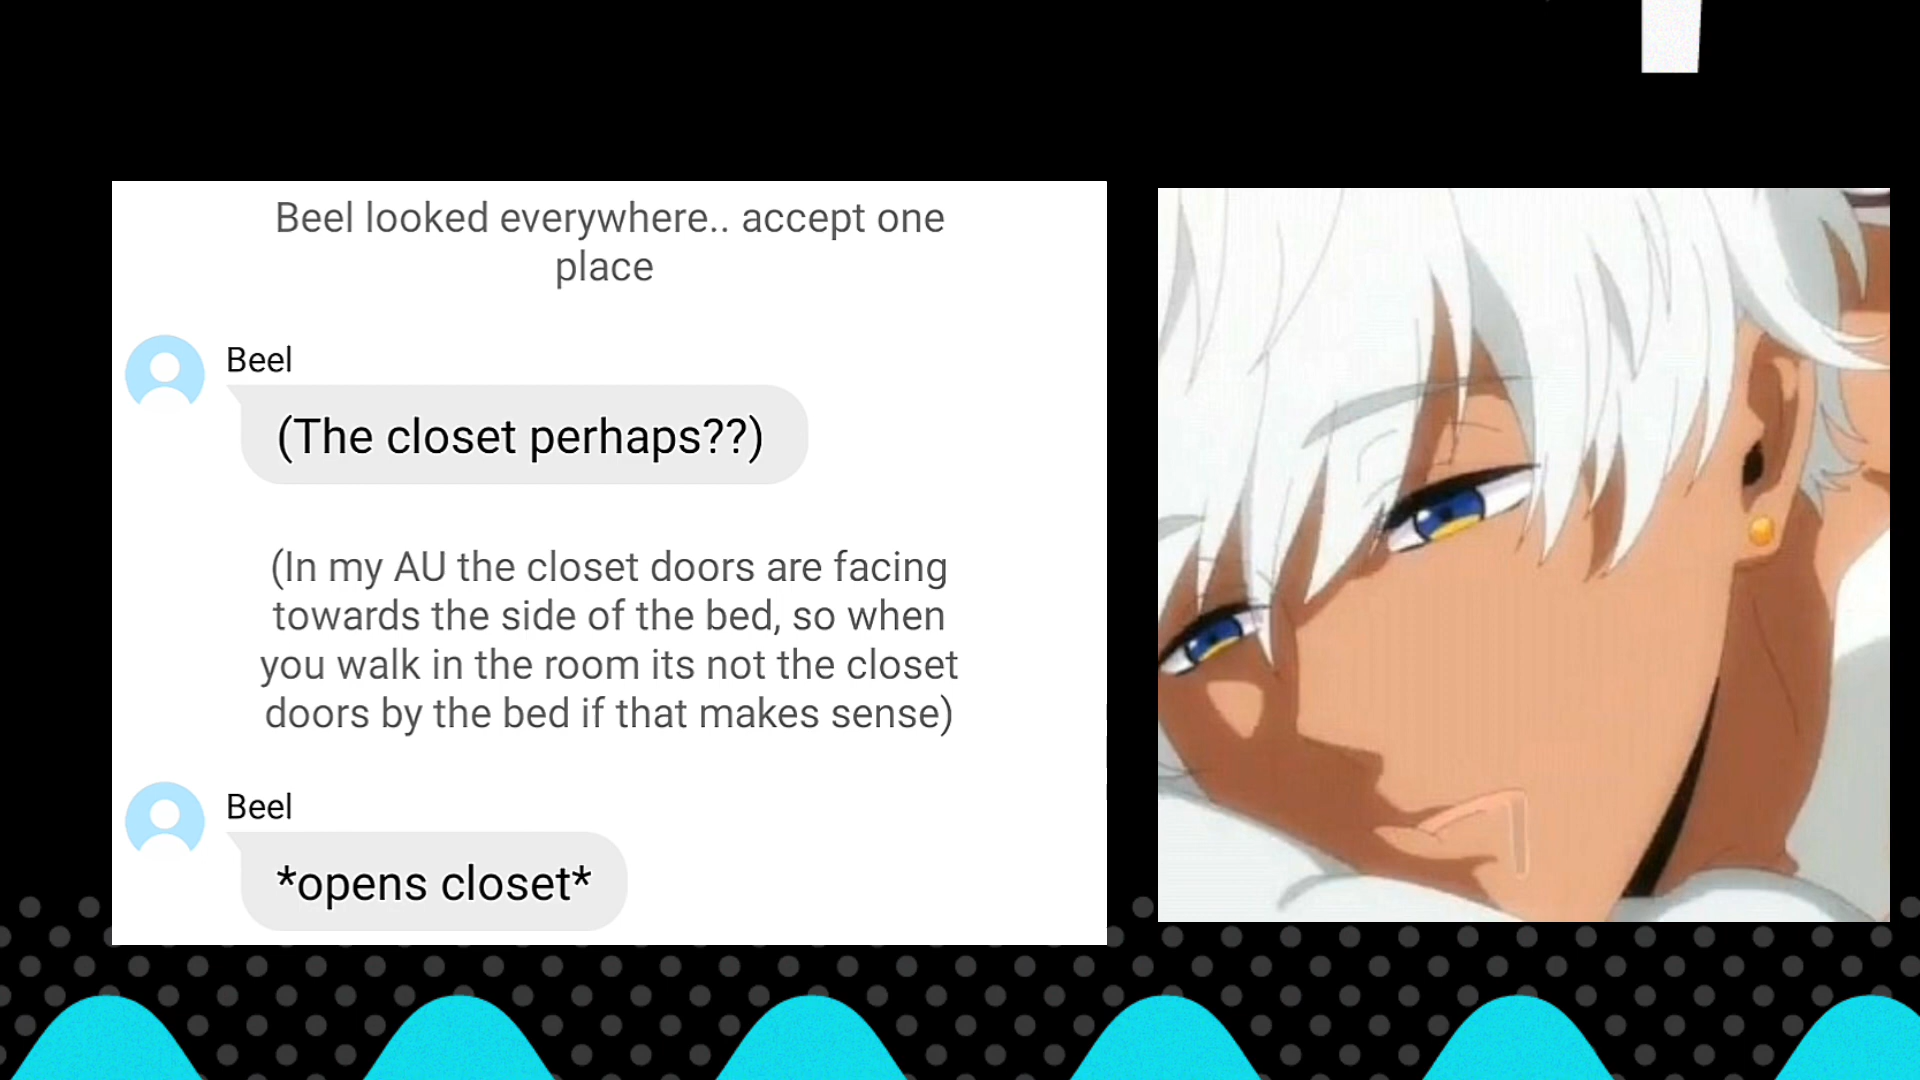 Beel looked everywhere.. accept one
place
Beel
(The closet perhaps??)
(In my AU the closet doors are facing
towards the side of the bed, so when
you walk in the room its not the closet
doors by the bed if that makes sense)
Beel
*opens closet*